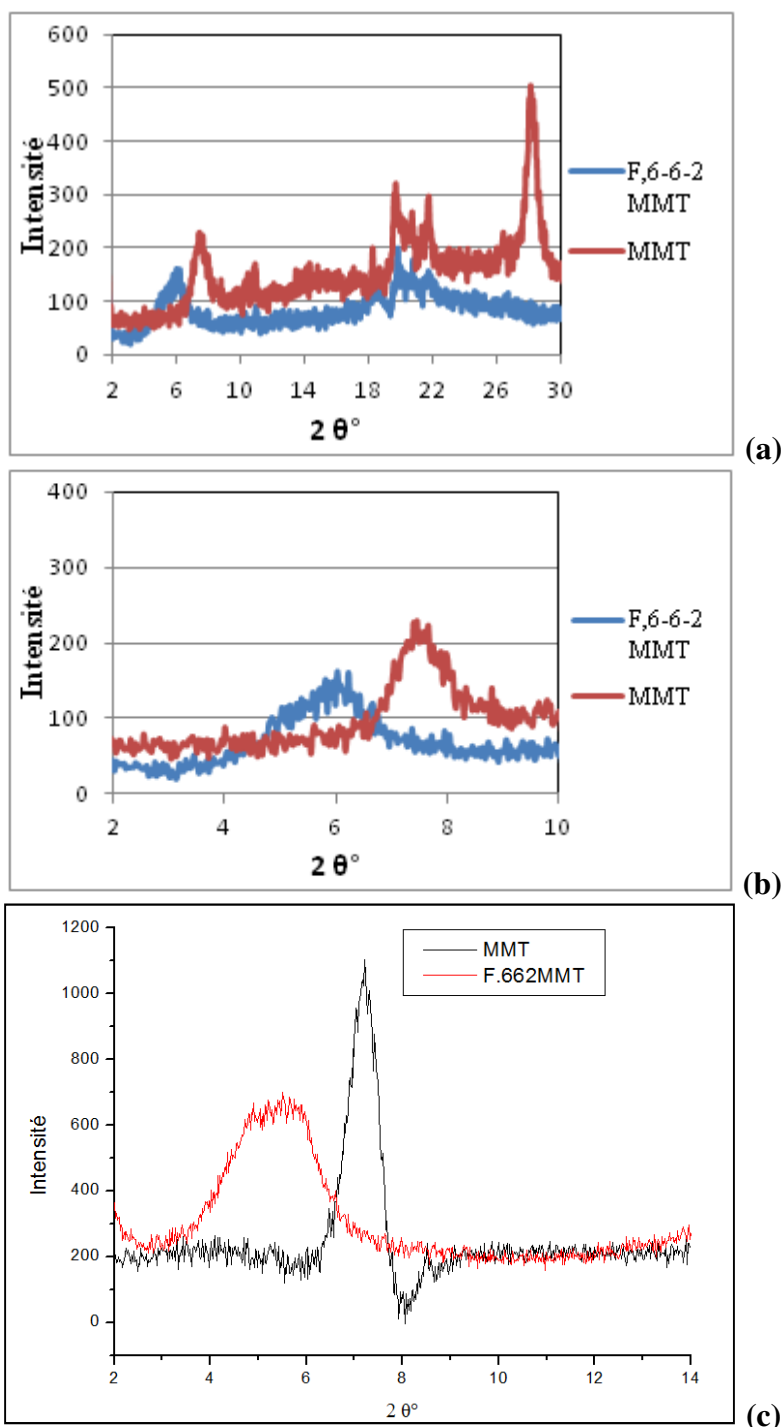 600
500
400
300
200
100
0
Intensité
2 6 10 14 18 22 26 30
2 θ°
F,6-6-2
MMT
MMT
(a)
400
300
200
100
0
Intensité
2 4 6 8 10
2 θ°
F,6-6-2
MMT
MMT
(b)
1200
1000
800
600
400
200
0
Intensité
MMT
F.662MMT
2 4 6 8 10 12 14
2 θ°
(c)